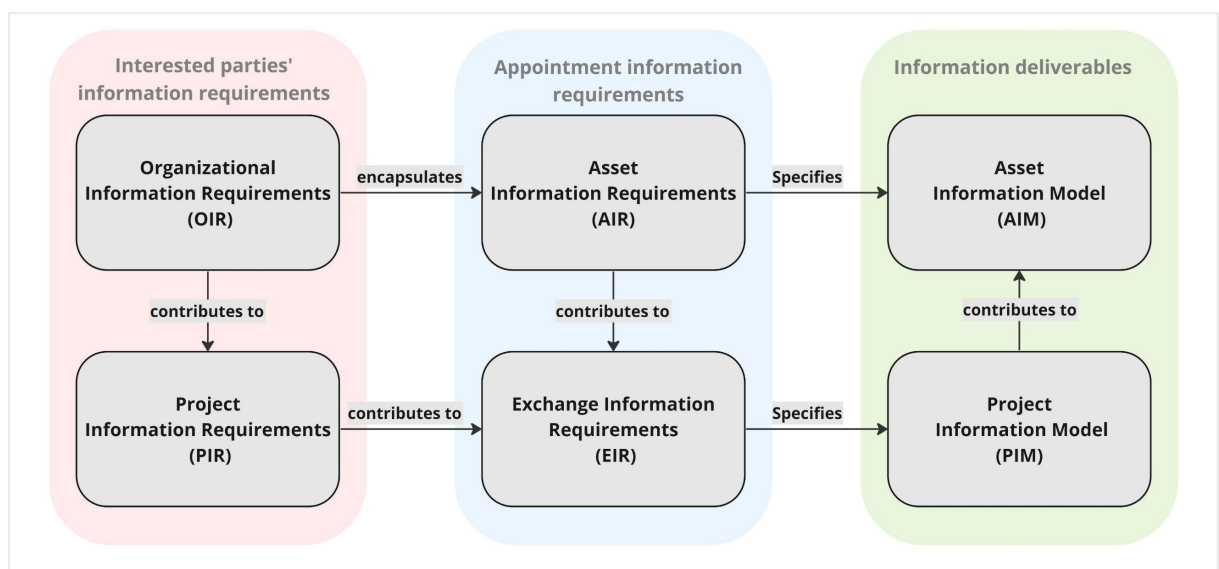 Interested parties'
information requirements
Appointment information
requirements
Information deliverables
Organizational
Information Requirements
(OIR)
encapsulates
Asset
Information Requirements
(AIR)
Specifies
Asset
Information Model
(AIM)
contributes to
contributes to
contributes to
Project
Information Requirements
(PIR)
contributes to
Exchange Information
Requirements
(EIR)
Specifies
Project
Information Model
(PIM)